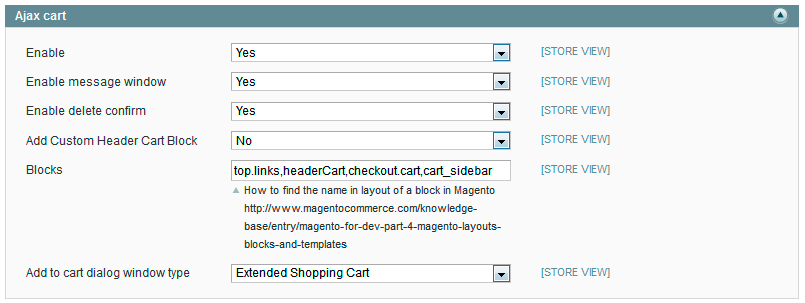 Ajax cart
Enable Yes [STORE VIEW]
Enable message window Yes [STORE VIEW]
Enable delete confirm Yes [STORE VIEW]
Add Custom Header Cart Block No [STORE VIEW]
Blocks top.links,headerCart,checkout.cart,cart_sidebar [STORE VIEW]
How to find the name in layout of a block in Magento
http://www.magentocommerce.com/knowledge-
base/entry/magento-for-dev-part-4-magento-layouts-
blocks-and-templates
Add to cart dialog window type Extended Shopping Cart [STORE VIEW]